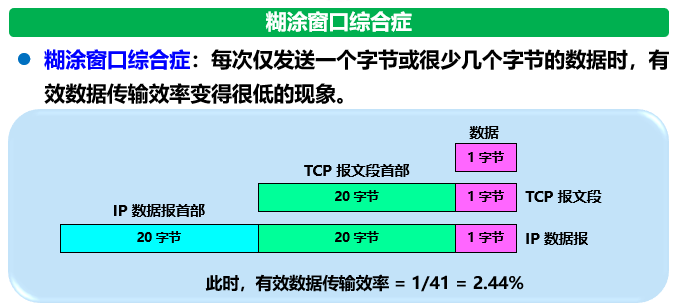 糊涂窗口综合症
糊涂窗口综合症：每次仅发送一个字节或很少几个字节的数据时，有
效数据传输效率变得很低的现象。
数据
1 字节
TCP 报文段首部
20 字节 1 字节 TCP 报文段
IP 数据报首部
20 字节 20 字节 1 字节 IP 数据报
此时，有效数据传输效率 = 1/41 = 2.44%